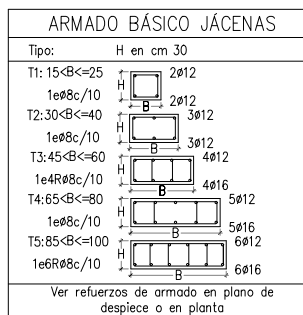 ARMADO BÁSICO JÁCENAS
Tipo: H en cm 30
T1: 15<B<=25 2ø12
H
1eø8c/10
B 2ø12
T2:30<B<=40 3ø12
H
1eø8c/10
B 3ø12
T3:45<B<=60 4ø12
H
1e4Rø8c/10
B 4ø16
T4:65<B<=80 5ø12
H
1eø8c/10
B 5ø16
T5:85<B<=100 6ø12
H
1e6Rø8c/10
B 6ø16
Ver refuerzos de armado en plano de
despiece o en planta